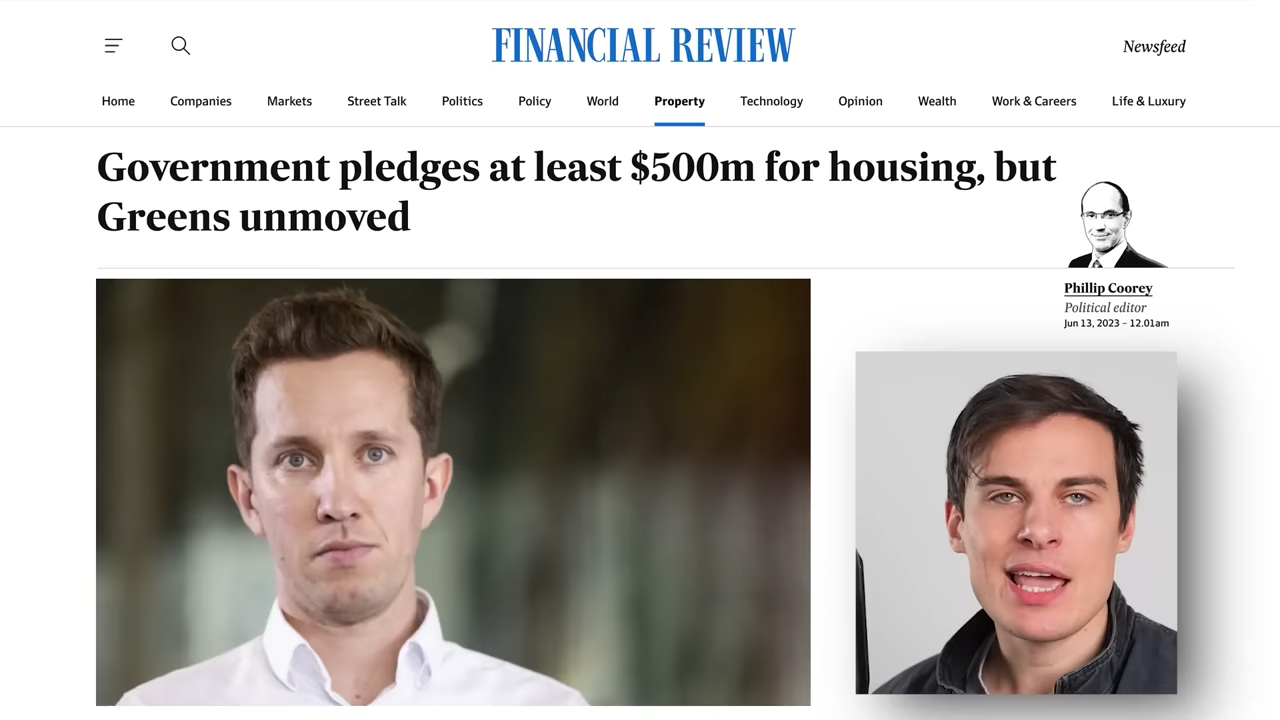 FINANCIAL REVIEW
Newsfeed
Home Companies Markets Street Talk Politics Policy World Property Technology Opinion Wealth Work & Careers Life & Luxury
Government pledges at least $500m for housing, but
Greens unmoved
Phillip Coorey
Political editor
Jun 13, 2023 – 12.01am